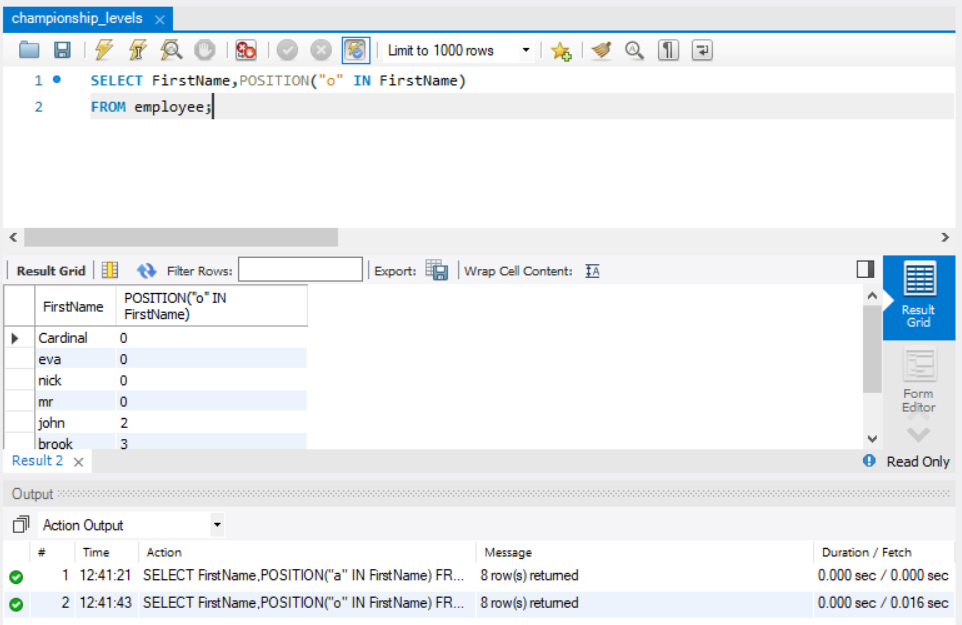 championship_levels
Limit to 1000 rows
1 SELECT FirstName,POSITION("o" IN FirstName)
2 FROM employee;
Result Grid Filter Rows: Export: Wrap Cell Content:
FirstName POSITION("o" IN FirstName)
Cardinal 0
eva 0
nick 0
mr 0
john 2
brook 3
Result Grid
Form Editor
Result 2 Read Only
Output
Action Output
# Time Action Message Duration / Fetch
1 12:41:21 SELECT FirstName,POSITION("a" IN FirstName) FR... 8 row(s) returned 0.000 sec / 0.000 sec
2 12:41:43 SELECT FirstName,POSITION("o" IN FirstName) FR... 8 row(s) returned 0.000 sec / 0.016 sec